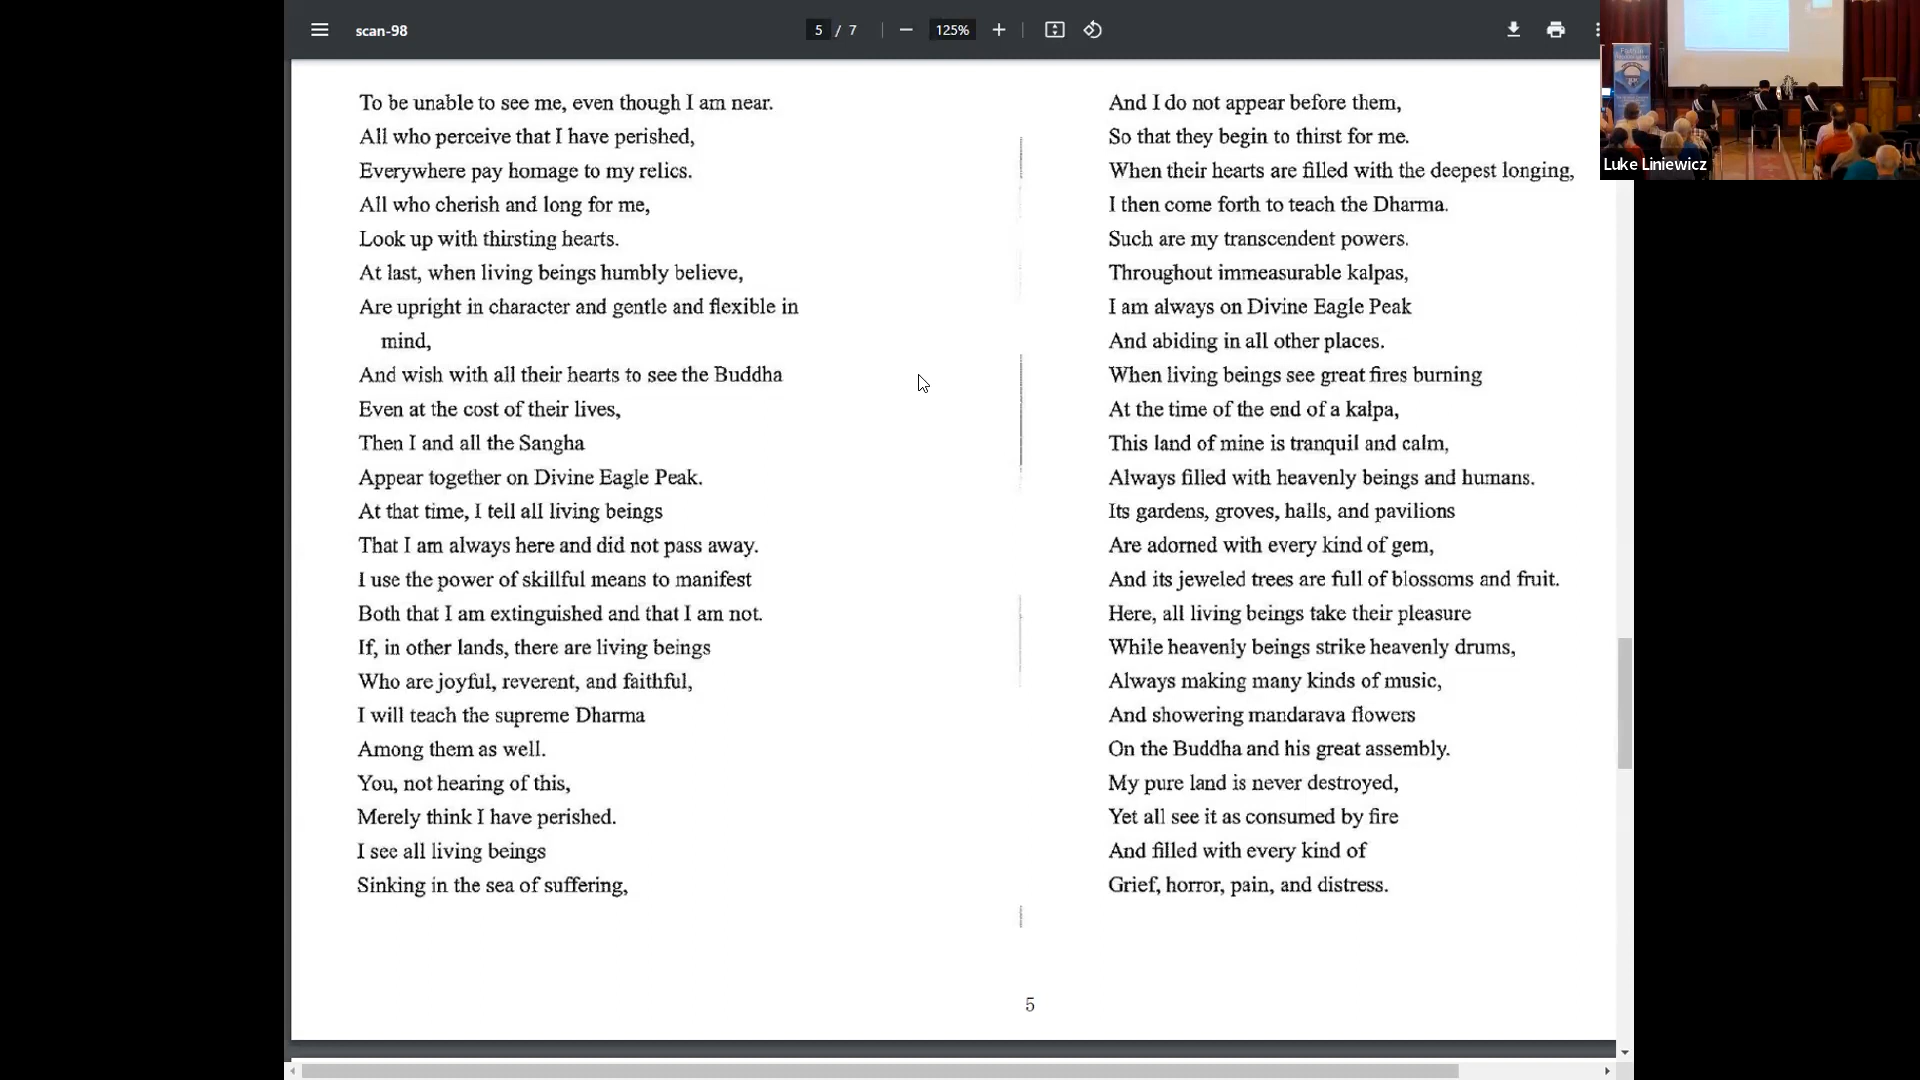 scan-98
5 / 7
125%
To be unable to see me, even though I am near.
All who perceive that I have perished,
Everywhere pay homage to my relics.
All who cherish and long for me,
Look up with thirsting hearts.
At last, when living beings humbly believe,
Are upright in character and gentle and flexible in
mind,
And wish with all their hearts to see the Buddha
Even at the cost of their lives,
Then I and all the Sangha
Appear together on Divine Eagle Peak.
At that time, I tell all living beings
That I am always here and did not pass away.
I use the power of skillful means to manifest
Both that I am extinguished and that I am not.
If, in other lands, there are living beings
Who are joyful, reverent, and faithful,
I will teach the supreme Dharma
Among them as well.
You, not hearing of this,
Merely think I have perished.
I see all living beings
Sinking in the sea of suffering,
And I do not appear before them,
So that they begin to thirst for me.
When their hearts are filled with the deepest longing,
I then come forth to teach the Dharma.
Such are my transcendent powers.
Throughout immeasurable kalpas,
I am always on Divine Eagle Peak
And abiding in all other places.
When living beings see great fires burning
At the time of the end of a kalpa,
This land of mine is tranquil and calm,
Always filled with heavenly beings and humans.
Its gardens, groves, halls, and pavilions
Are adorned with every kind of gem,
And its jeweled trees are full of blossoms and fruit.
Here, all living beings take their pleasure
While heavenly beings strike heavenly drums,
Always making many kinds of music,
And showering mandarava flowers
On the Buddha and his great assembly.
My pure land is never destroyed,
Yet all see it as consumed by fire
And filled with every kind of
Grief, horror, pain, and distress.
5
Luke Liniewicz